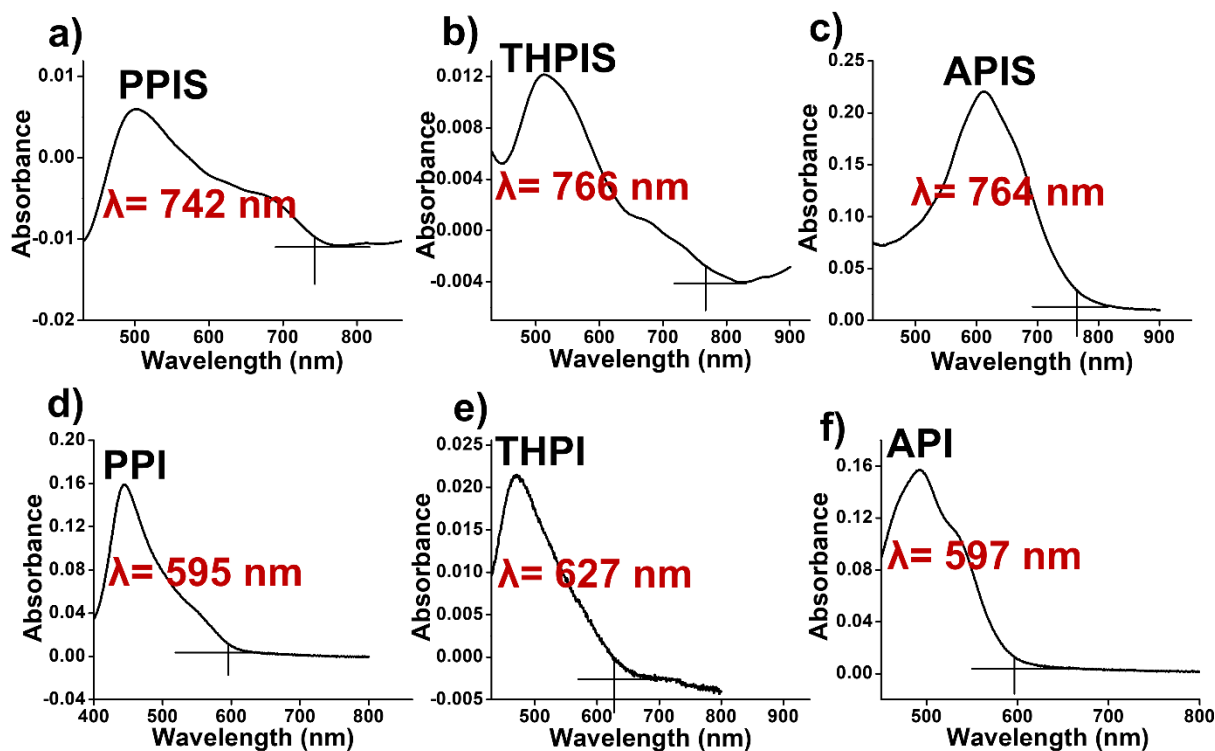 a)
PPIS
0.01
0.00
-0.01
-0.02
Absorbance
λ= 742 nm
500 600 700 800
Wavelength (nm)
b)
THPIS
0.012
0.008
0.004
0.000
-0.004
Absorbance
λ= 766 nm
500 600 700 800 900
Wavelength (nm)
c)
APIS
0.25
0.20
0.15
0.10
0.05
0.00
Absorbance
λ= 764 nm
500 600 700 800 900
Wavelength (nm)
d)
PPI
0.20
0.16
0.12
0.08
0.04
0.00
-0.04
Absorbance
λ= 595 nm
400 500 600 700 800
Wavelength (nm)
e)
THPI
0.025
0.020
0.015
0.010
0.005
0.000
-0.005
Absorbance
λ= 627 nm
500 600 700 800 900
Wavelength (nm)
f)
API
0.16
0.12
0.08
0.04
0.00
Absorbance
λ= 597 nm
500 600 700 800
Wavelength (nm)